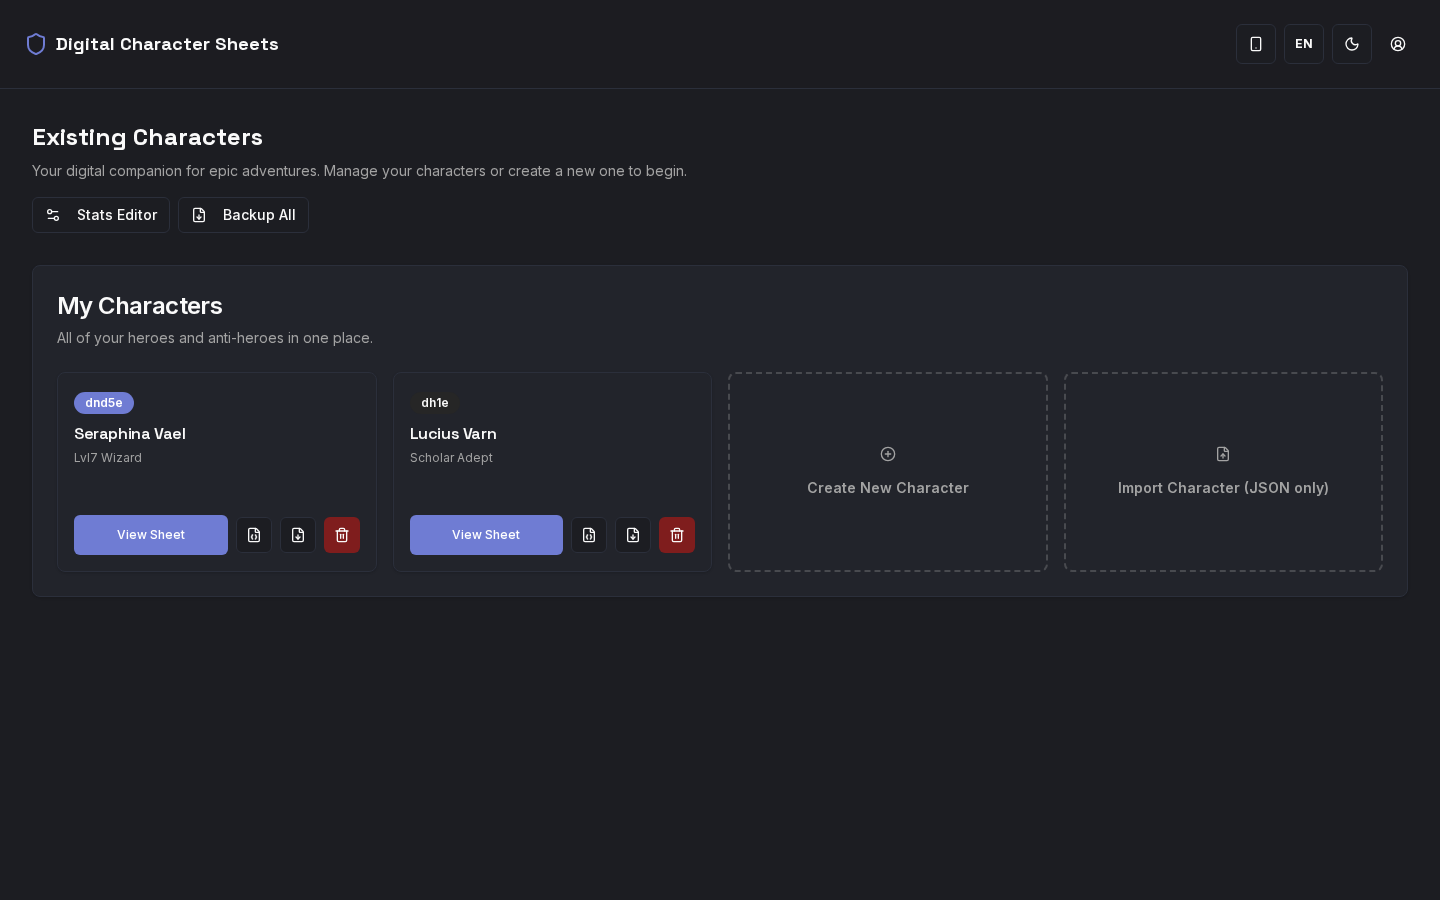 Digital Character Sheets
EN
Existing Characters
Your digital companion for epic adventures. Manage your characters or create a new one to begin.
Stats Editor
Backup All
My Characters
All of your heroes and anti-heroes in one place.
dnd5e
Seraphina Vael
Lvl7 Wizard
View Sheet
dh1e
Lucius Varn
Scholar Adept
View Sheet
Create New Character
Import Character (JSON only)